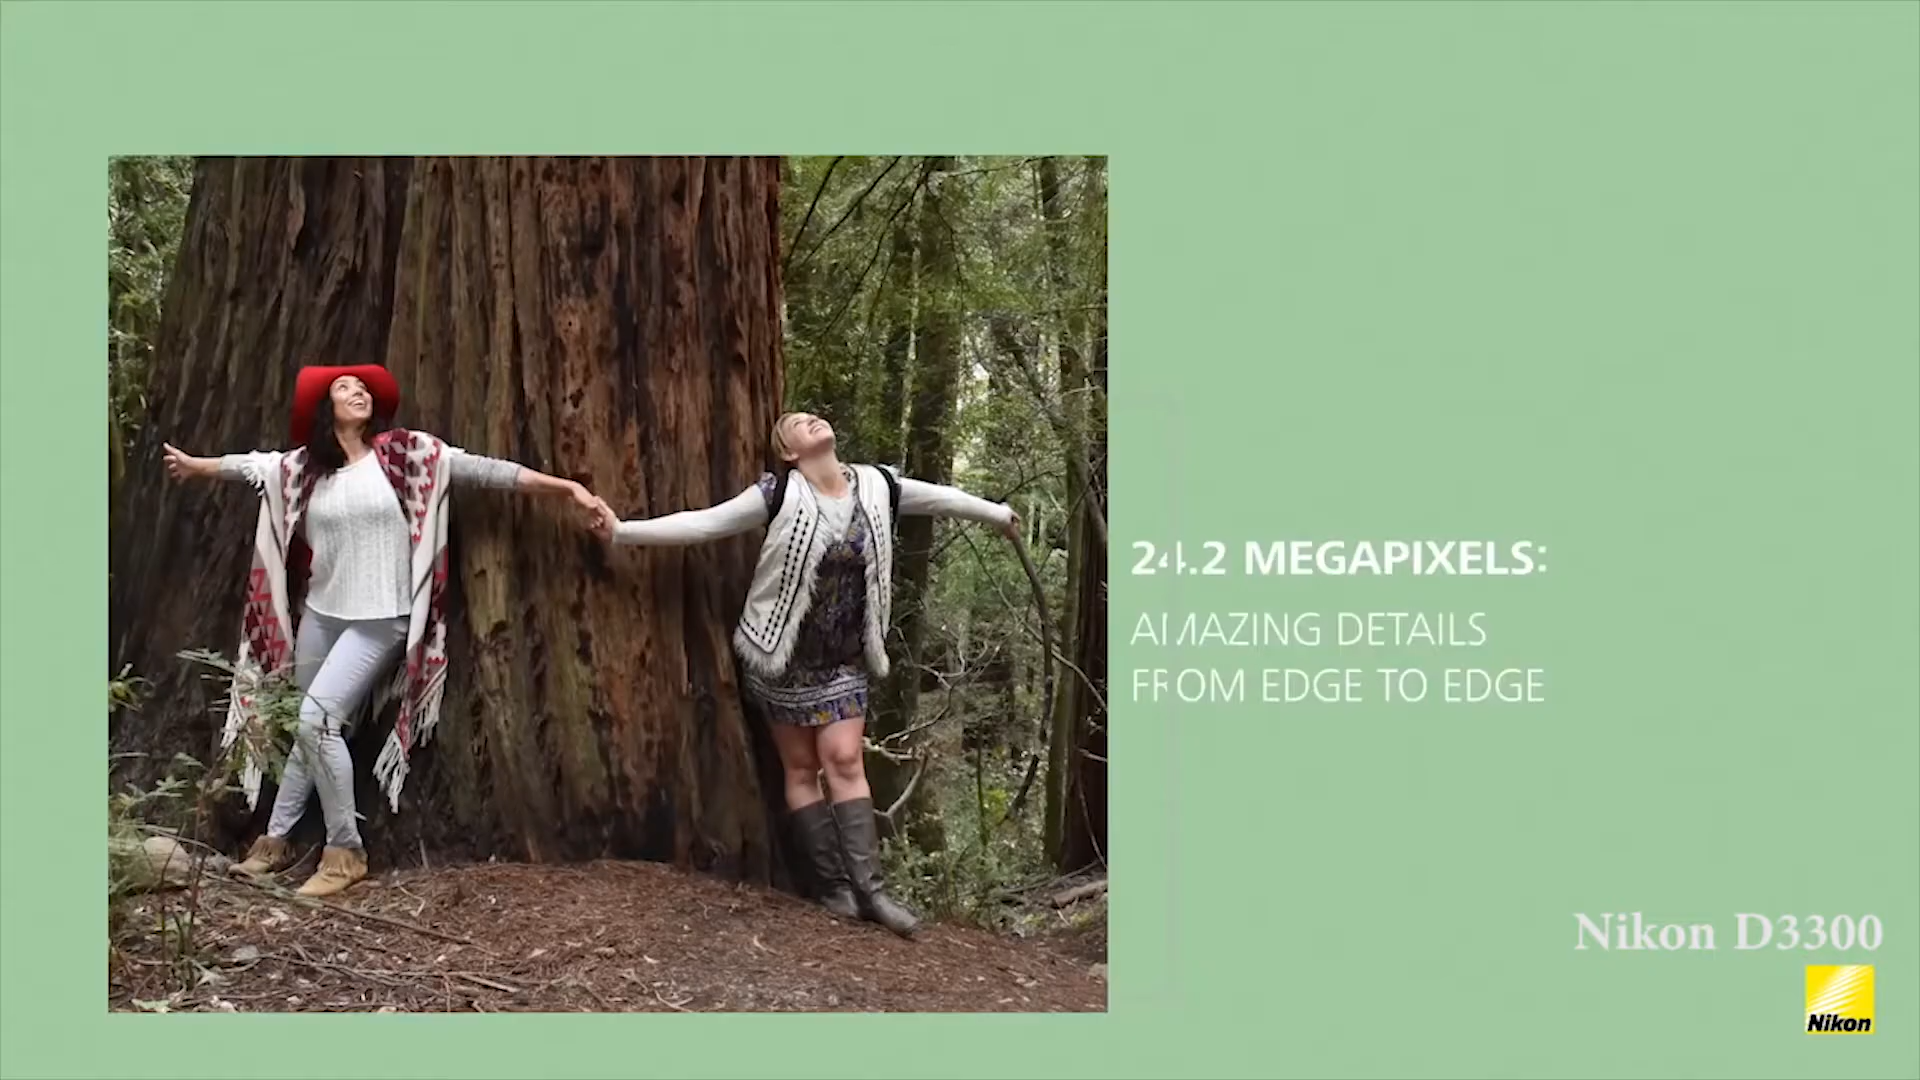 24.2 MEGAPIXELS:
AMAZING DETAILS
FROM EDGE TO EDGE
Nikon D3300
Nikon